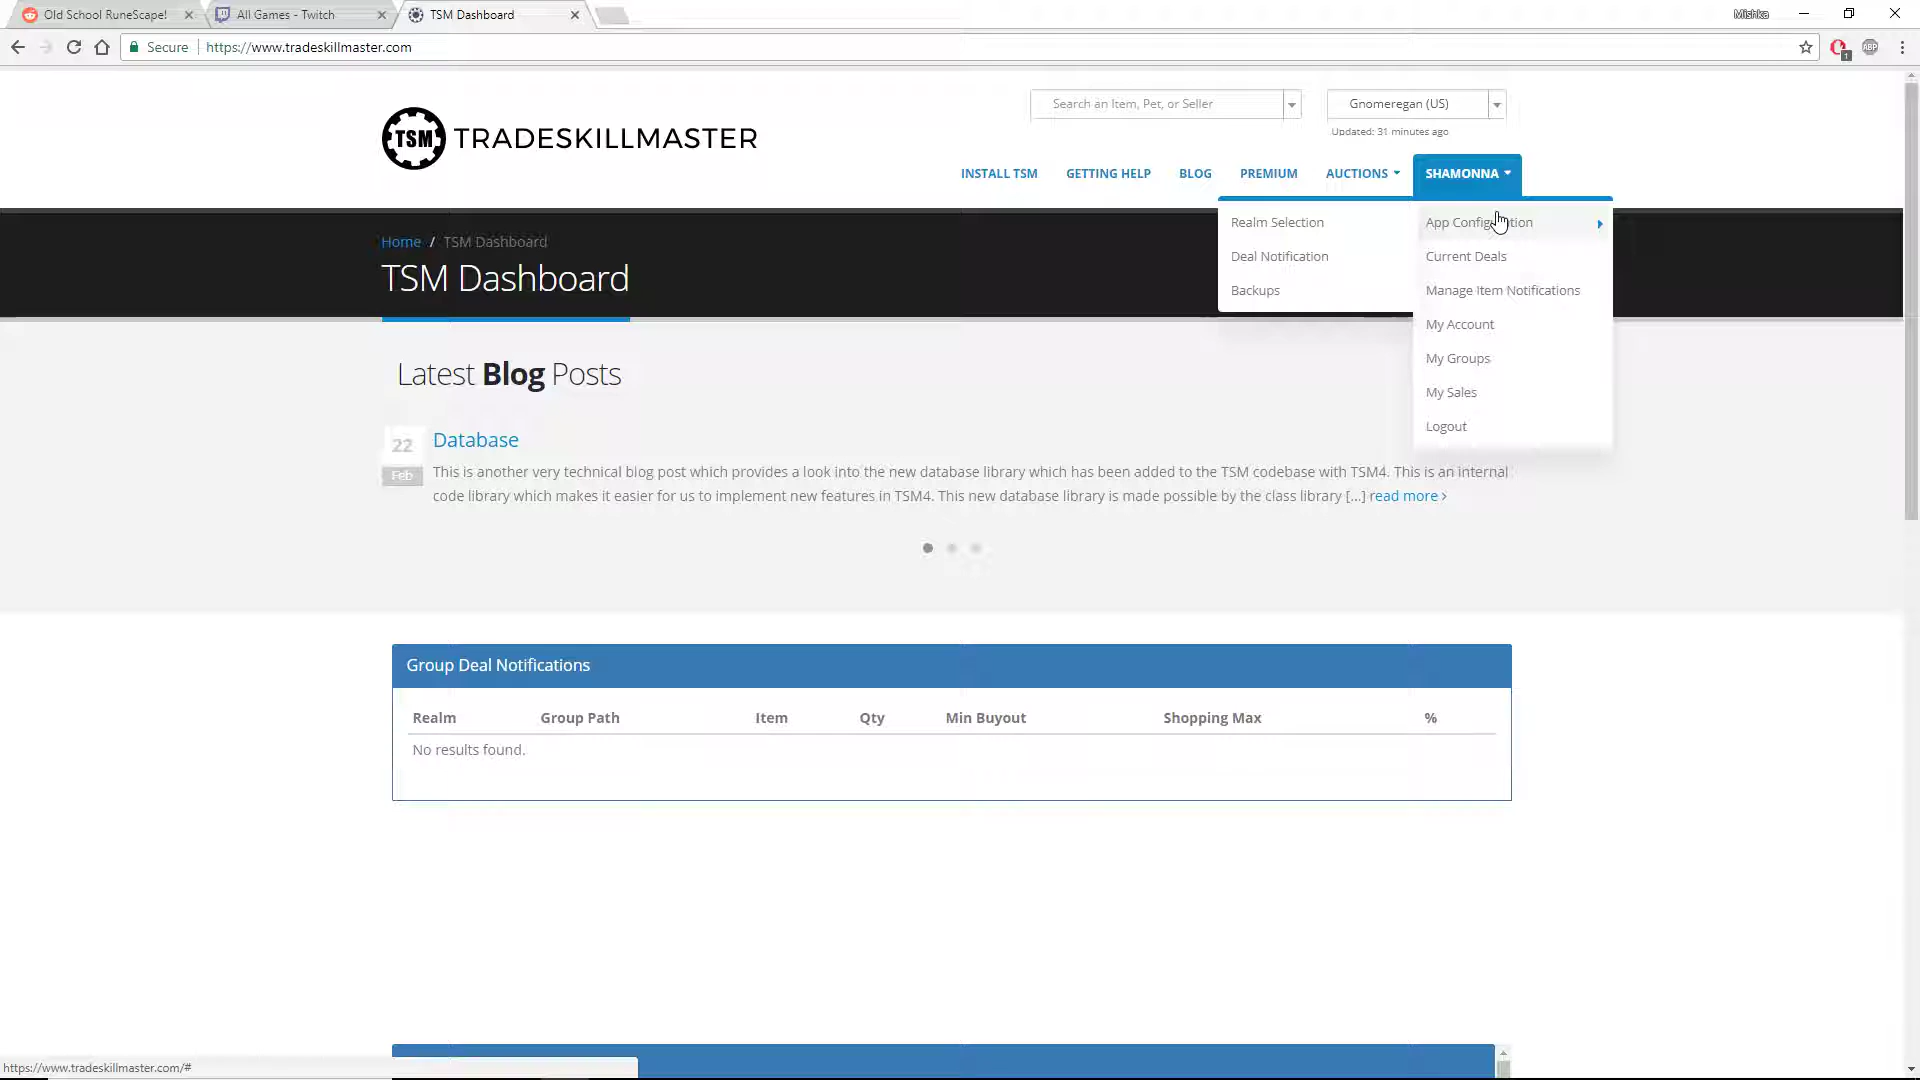 Old School RuneScape!
All Games - Twitch
TSM Dashboard
Mishka
Secure
https://www.tradeskillmaster.com
ABP
1
Search an Item, Pet, or Seller
Gnomeregan (US)
Updated: 31 minutes ago
TSM TRADESKILLMASTER
INSTALL TSM
GETTING HELP
BLOG
PREMIUM
AUCTIONS
SHAMONNA
Realm Selection
Deal Notification
Backups
App Configuration
Current Deals
Manage Item Notifications
My Account
My Groups
My Sales
Logout
Home / TSM Dashboard
TSM Dashboard
Latest Blog Posts
22
Feb
Database
This is another very technical blog post which provides a look into the new database library which has been added to the TSM codebase with TSM4. This is an internal
code library which makes it easier for us to implement new features in TSM4. This new database library is made possible by the class library [...] read more ›
Group Deal Notifications
Realm Group Path Item Qty Min Buyout Shopping Max %
No results found.
https://www.tradeskillmaster.com/#